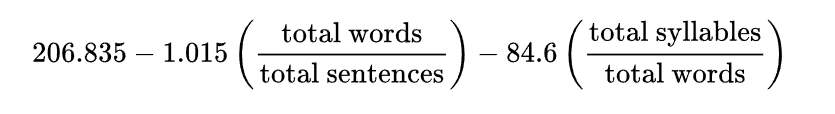 206.835 − 1.015 (total words / total sentences) − 84.6 (total syllables / total words)